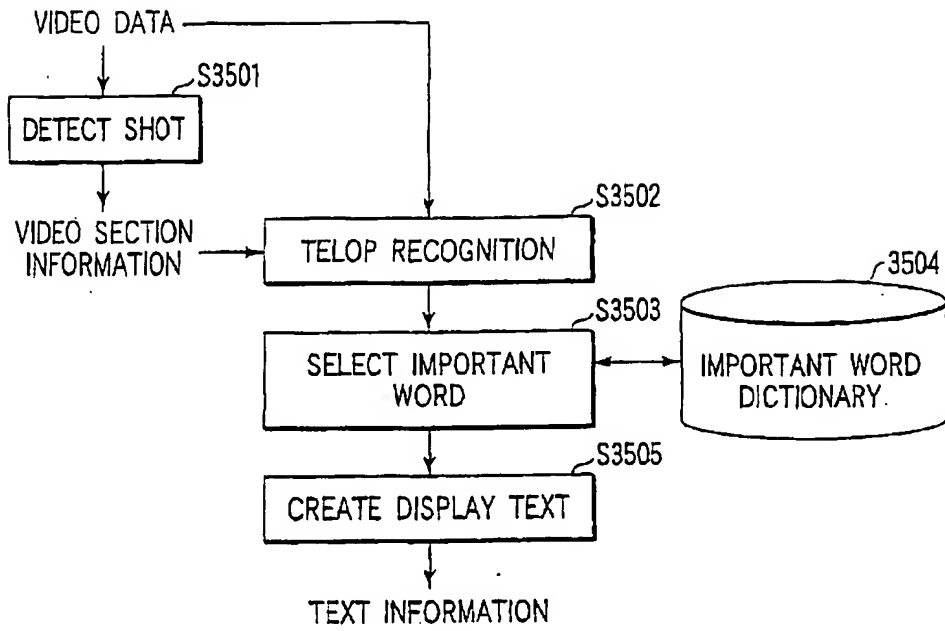 VIDEO DATA
S3501
DETECT SHOT
VIDEO SECTION
INFORMATION
S3502
TELOP RECOGNITION
S3503
SELECT IMPORTANT
WORD
3504
IMPORTANT WORD
DICTIONARY
S3505
CREATE DISPLAY TEXT
TEXT INFORMATION